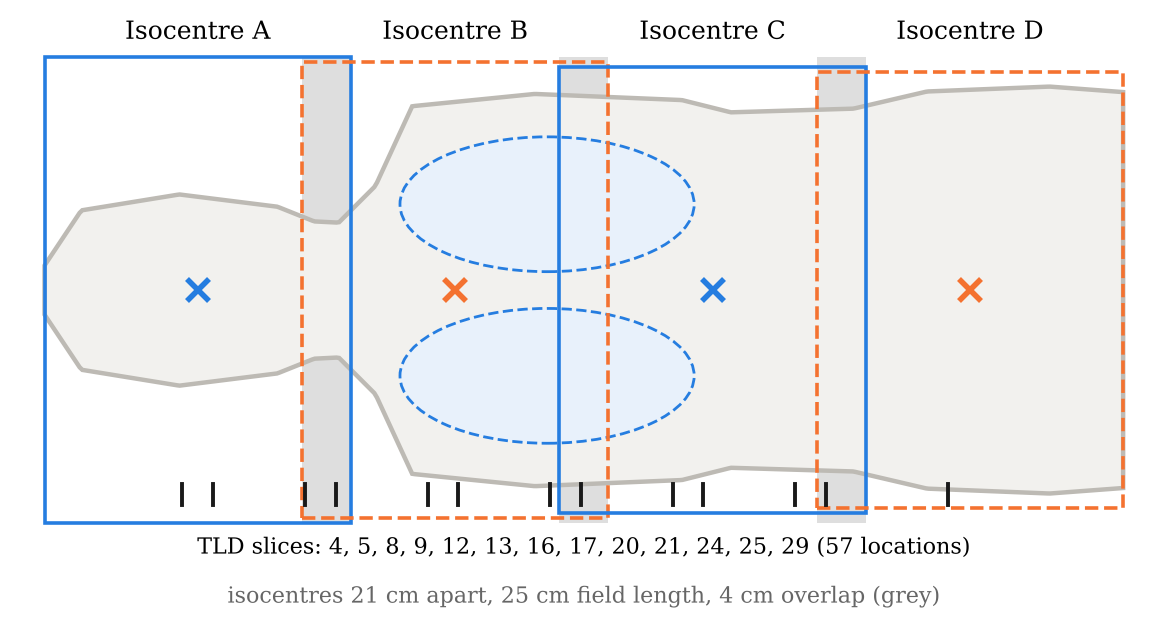 Isocentre A
Isocentre B
Isocentre C
Isocentre D
TLD slices: 4, 5, 8, 9, 12, 13, 16, 17, 20, 21, 24, 25, 29 (57 locations)
isocentres 21 cm apart, 25 cm field length, 4 cm overlap (grey)